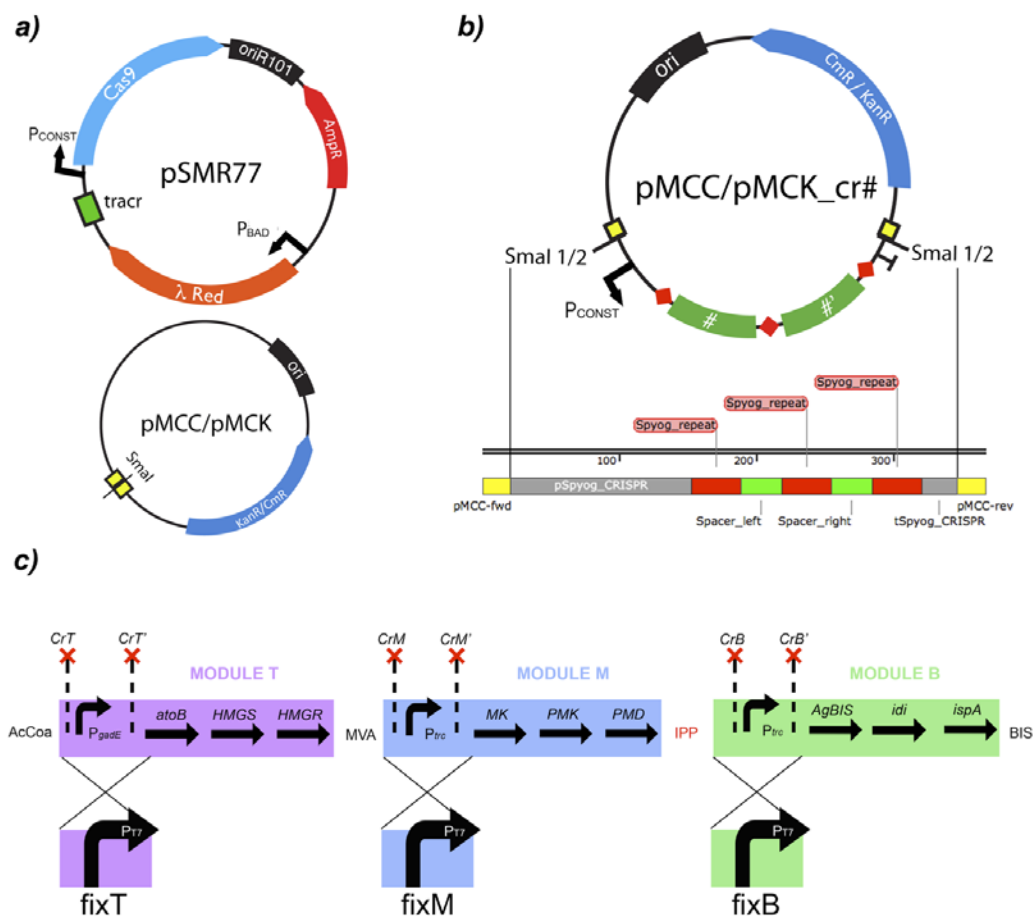 a)
Cas9
oriR101
AmpR
PCONST
pSMR77
tracr
PBAD
λ Red
ori
pMCC/pMCK
SmaI
KanR/CmR
b)
ori
CmR / KanR
pMCC/pMCK_cr#
SmaI 1/2
SmaI 1/2
PCONST
#
#'
Spyog_repeat
Spyog_repeat
Spyog_repeat
100
200
300
pSpyog_CRISPR
pMCC-fwd
pMCC-rev
Spacer_left
Spacer_right
tSpyog_CRISPR
c)
CrT
CrT'
MODULE T
AcCoa
PgadE
atoB
HMGS
HMGR
PT7
fixT
CrM
CrM'
MODULE M
MVA
Ptrc
MK
PMK
PMD
IPP
PT7
fixM
CrB
CrB'
MODULE B
Ptrc
AgBIS
idi
ispA
BIS
PT7
fixB